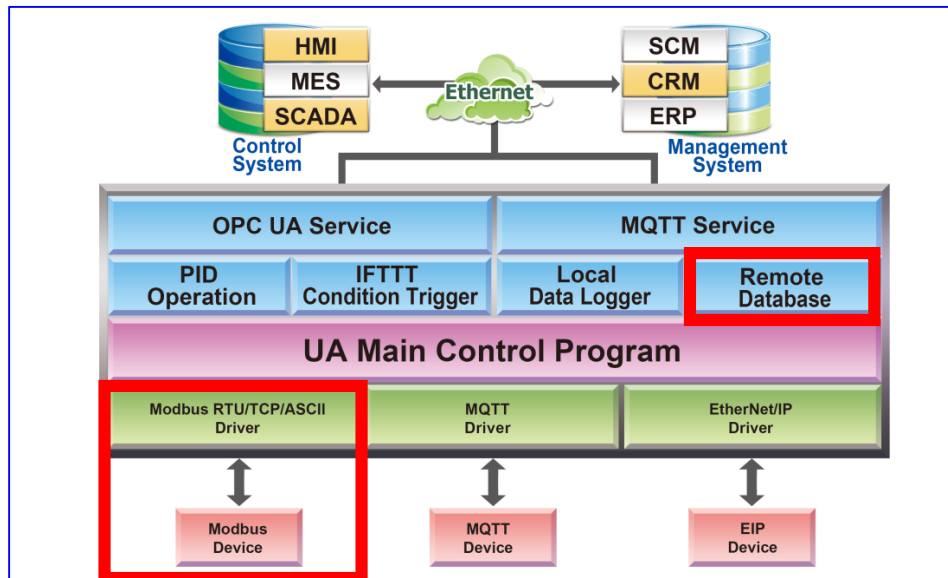 HMI
MES
SCADA
Control
System
Ethernet
SCM
CRM
ERP
Management
System
OPC UA Service
MQTT Service
PID
Operation
IFTTT
Condition Trigger
Local
Data Logger
Remote
Database
UA Main Control Program
Modbus RTU/TCP/ASCII
Driver
MQTT
Driver
EtherNet/IP
Driver
Modbus
Device
MQTT
Device
EIP
Device